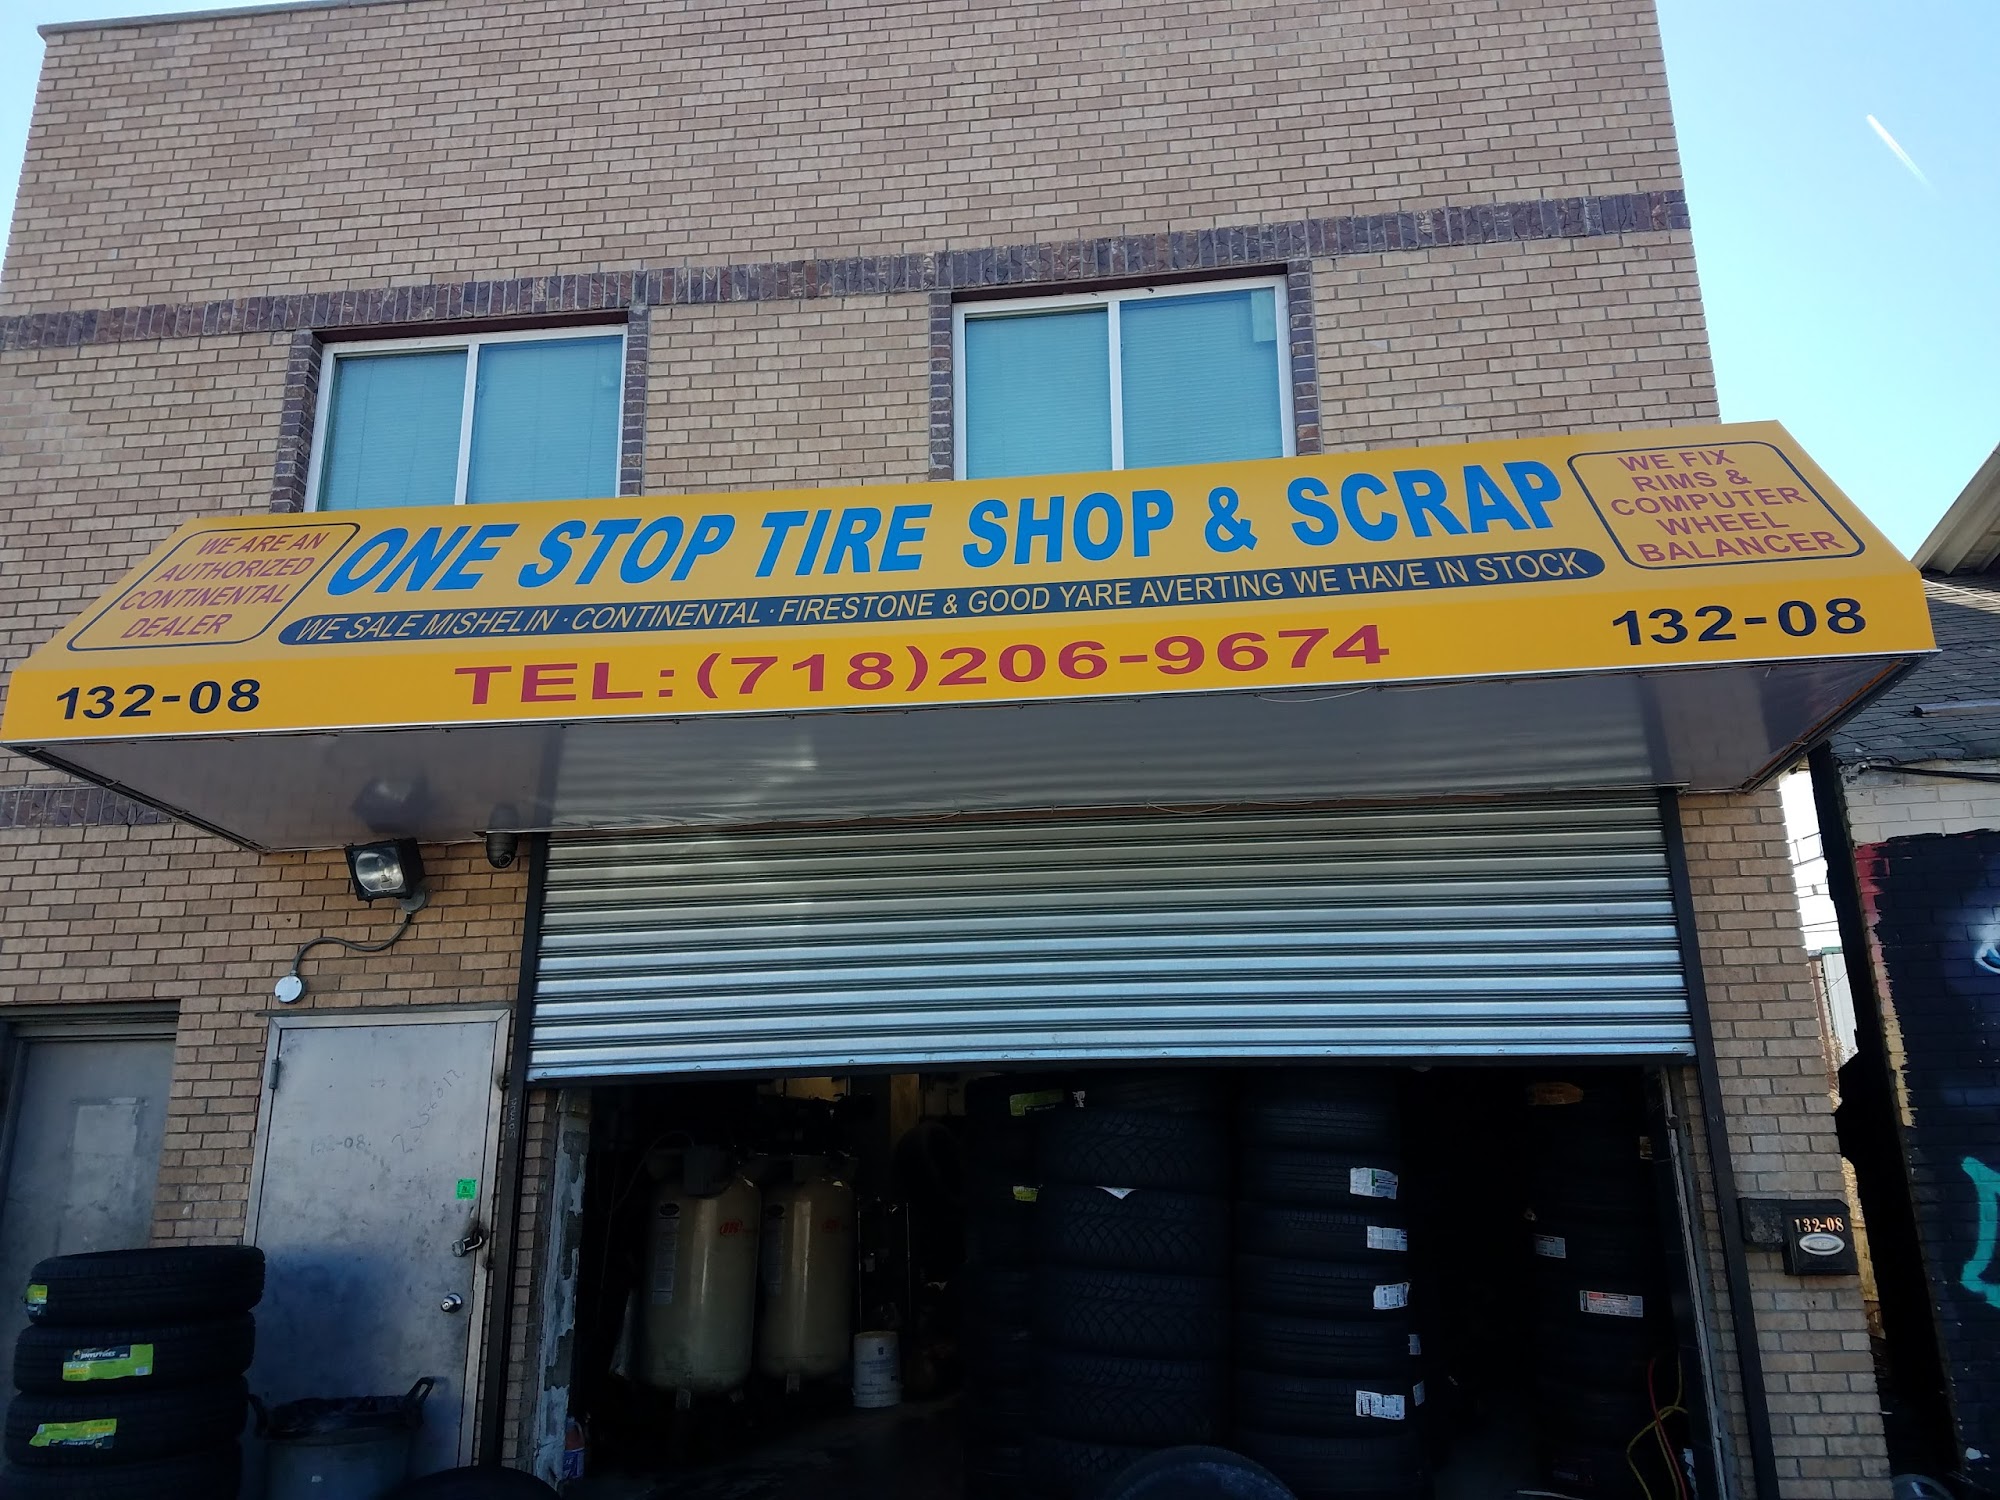 WE ARE AN
AUTHORIZED
CONTINENTAL
DEALER
ONE STOP TIRE SHOP & SCRAP
WE SALE MISHELIN · CONTINENTAL · FIRESTONE & GOOD YARE AVERTING WE HAVE IN STOCK
WE FIX
RIMS &
COMPUTER
WHEEL
BALANCER
132-08
TEL:(718)206-9674
132-08
132-08
132-08